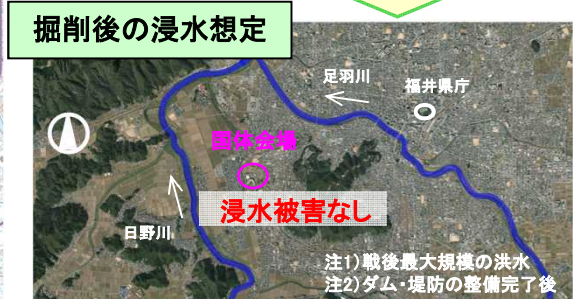 掘削後の浸水想定
足羽川
福井県庁
国体会場
浸水被害なし
日野川
注1)戦後最大規模の洪水
注2)ダム・堤防の整備完了後